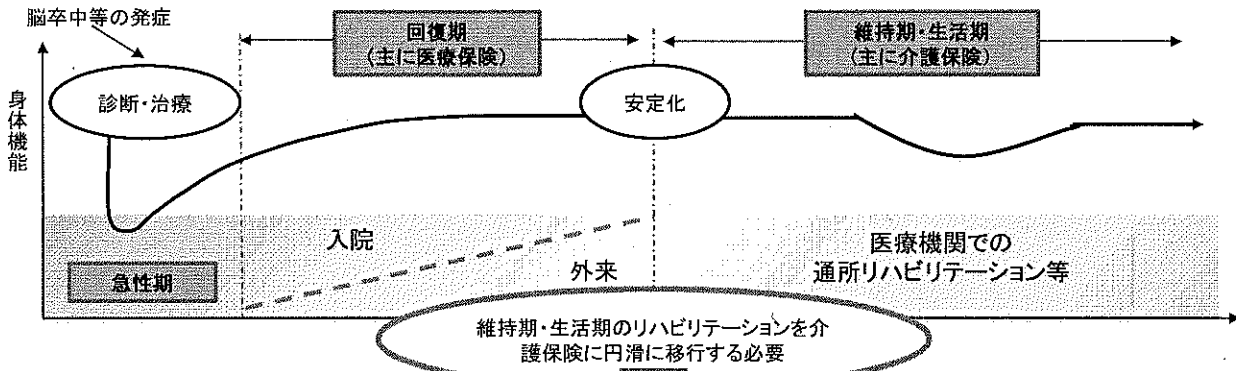 脳卒中等の発症
回復期
(主に医療保険)
維持期・生活期
(主に介護保険)
診断・治療
安定化
身体機能
入院
外来
急性期
医療機関での
通所リハビリテーション等
維持期・生活期のリハビリテーションを介
護保険に円滑に移行する必要